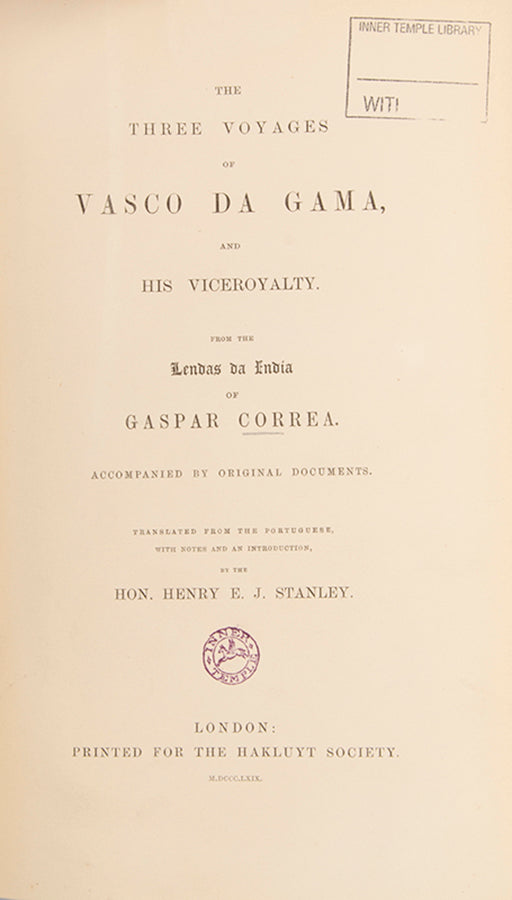 INNER TEMPLE LIBRARY
THE
THREE VOYAGES
OF
VASCO DA GAMA,
AND
HIS VICEROYALTY.
FROM THE
Lendas da India
OF
GASPAR CORREA.
ACCOMPANIED BY ORIGINAL DOCUMENTS.
TRANSLATED FROM THE PORTUGUESE,
WITH NOTES AND AN INTRODUCTION,
BY THE
HON. HENRY E. J. STANLEY.
INNER
TEMPLE
LONDON:
PRINTED FOR THE HAKLUYT SOCIETY.
M.DCCC.LXIX.